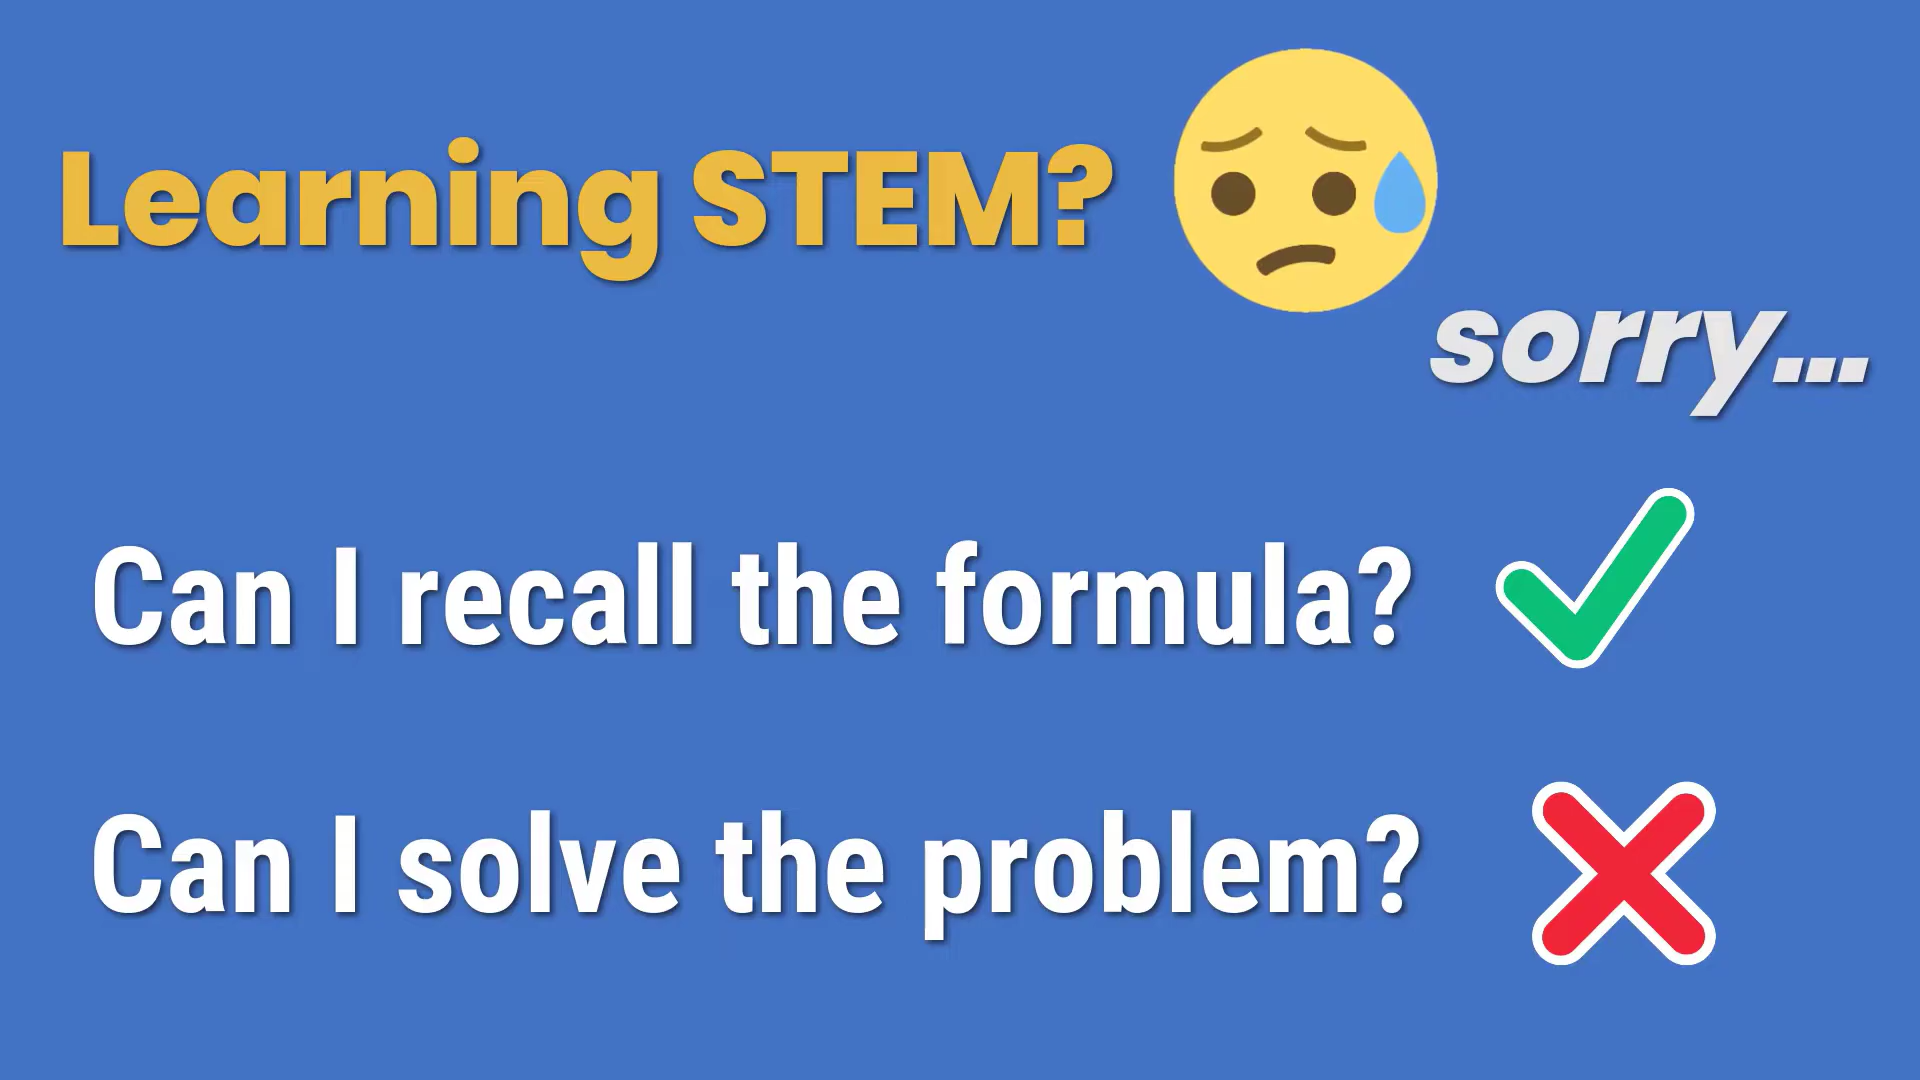 Learning STEM?
sorry...
Can I recall the formula?
Can I solve the problem?